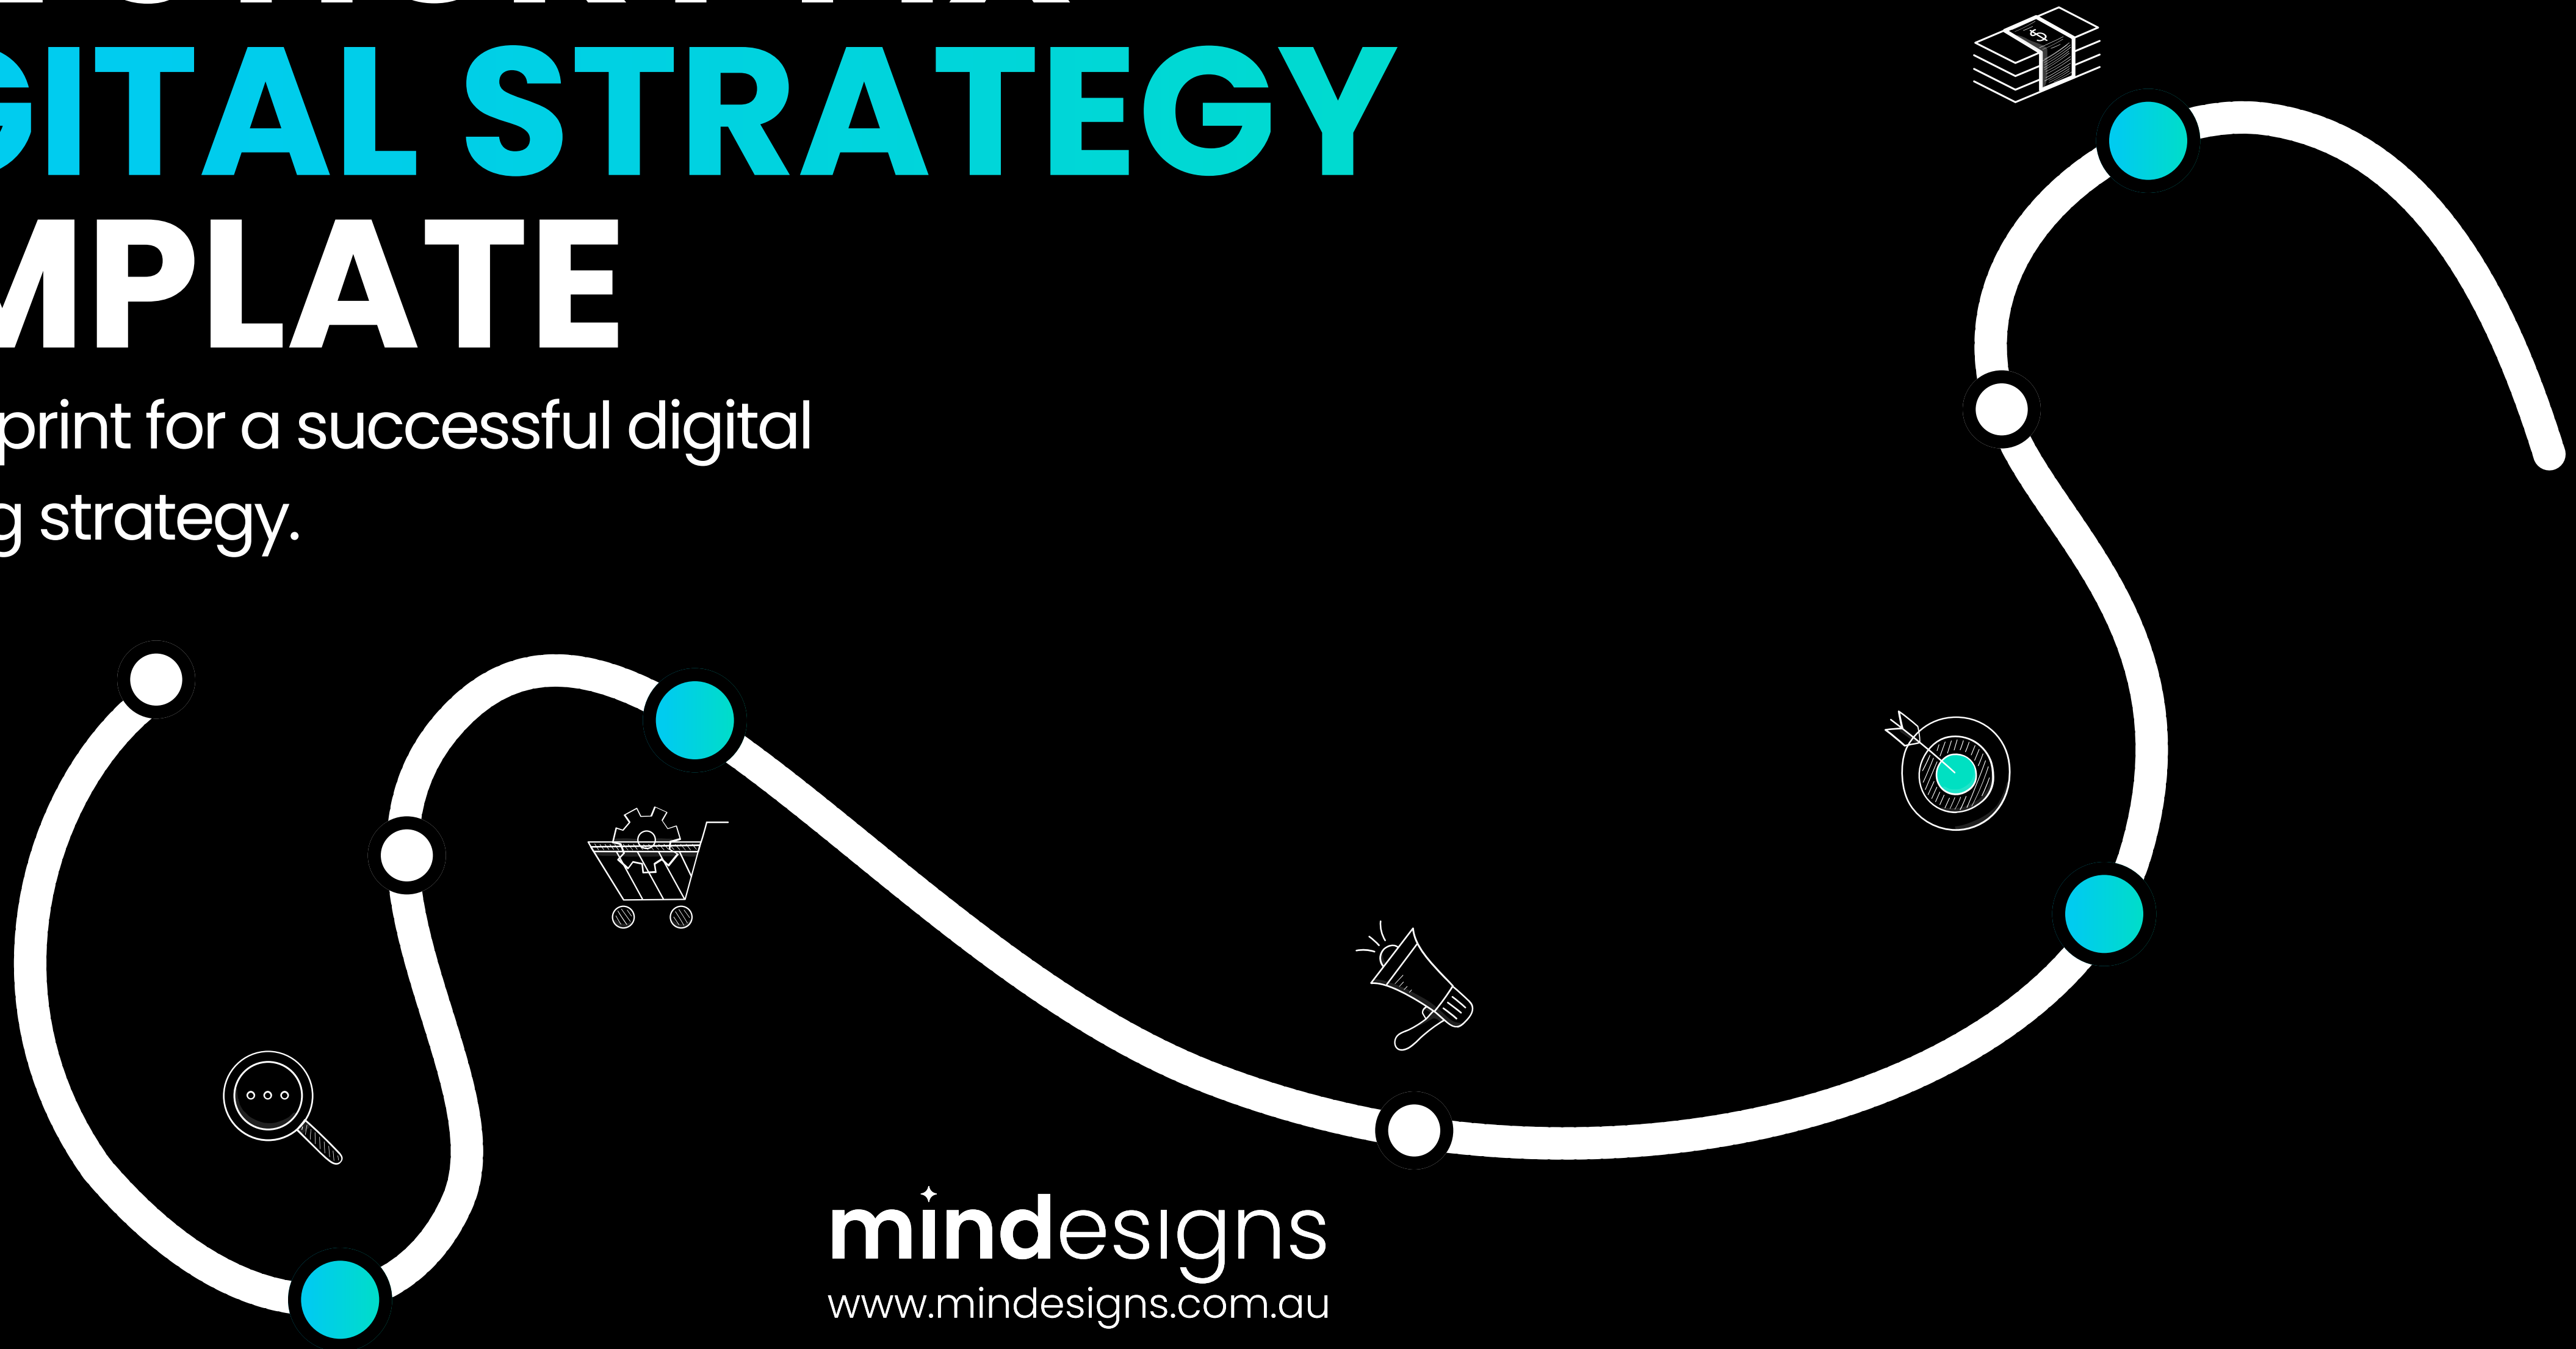 GITAL STRATEGY
MPLATE
print for a successful digital
g strategy.
mindesigns
www.mindesigns.com.au